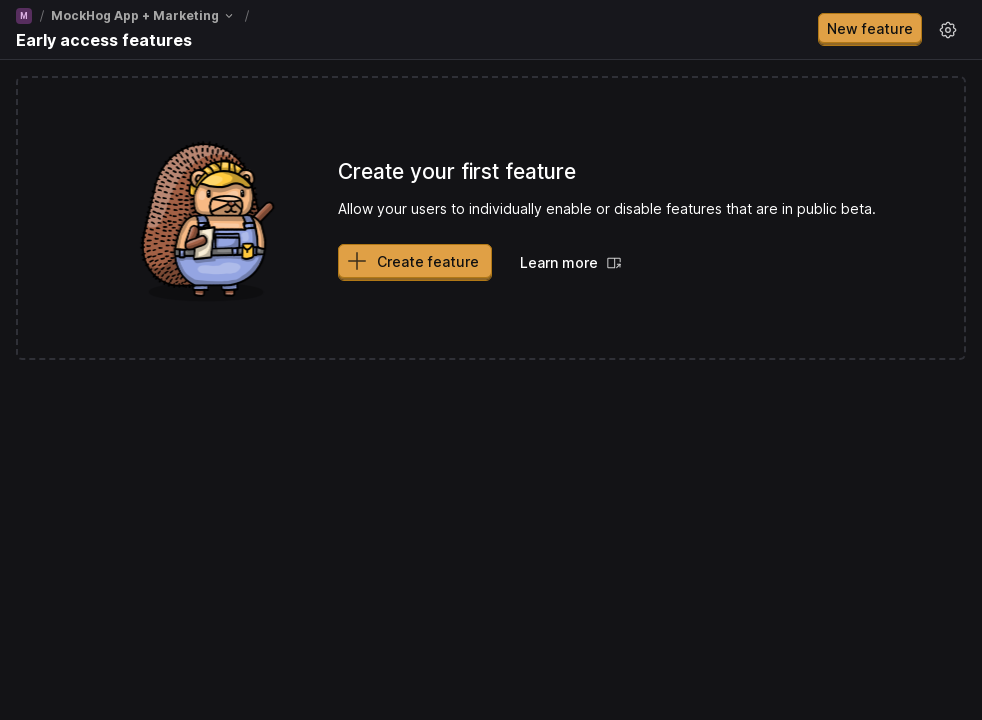 M / MockHog App + Marketing /
Early access features
New feature
Create your first feature
Allow your users to individually enable or disable features that are in public beta.
Create feature
Learn more